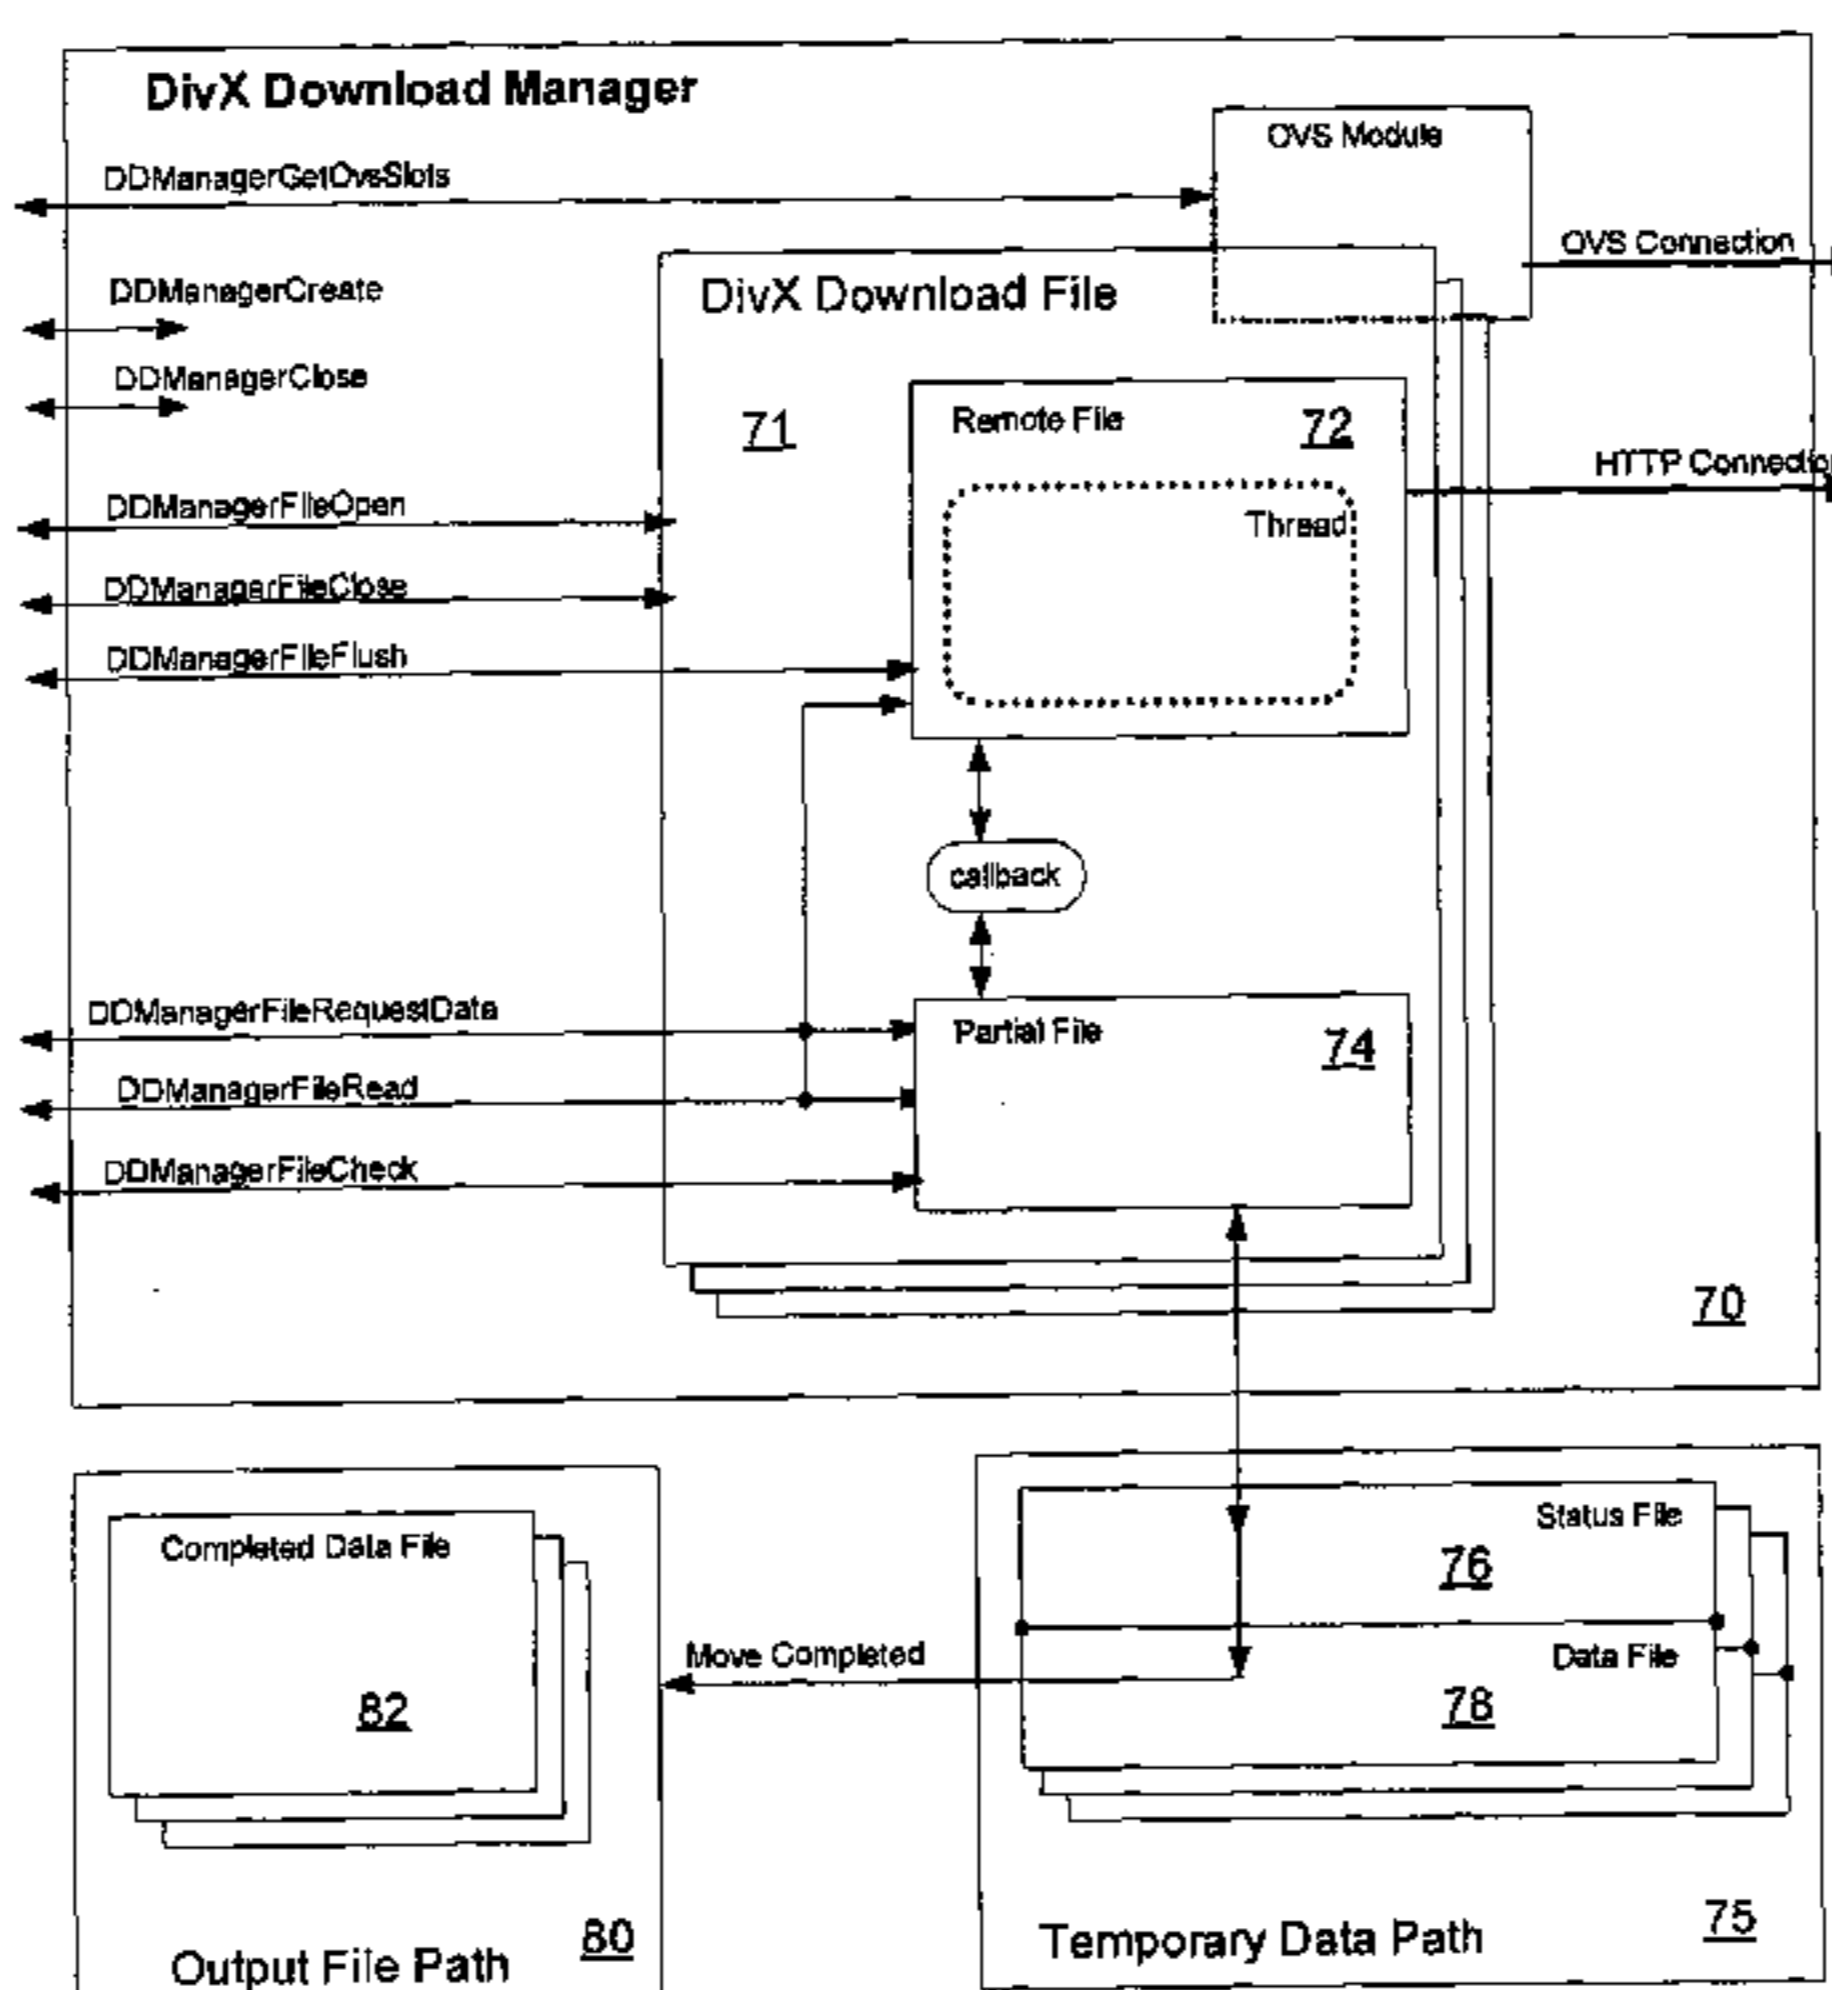 DivX Download Manager
OVS Module
DDManagerGetOvsSlots
OVS Connection
DDManagerCreate
DivX Download File
DDManagerClose
71
Remote File
72
HTTP Connectio
DDManagerFileOpen
Thread
DDManagerFileClose
DDManagerFileFlush
callback
DDManagerFileRequestData
Partial File
74
DDManagerFileRead
DDManagerFileCheck
70
Status File
Completed Data File
76
Move Completed
Data File
82
78
80
75
Output File Path
Temporary Data Path